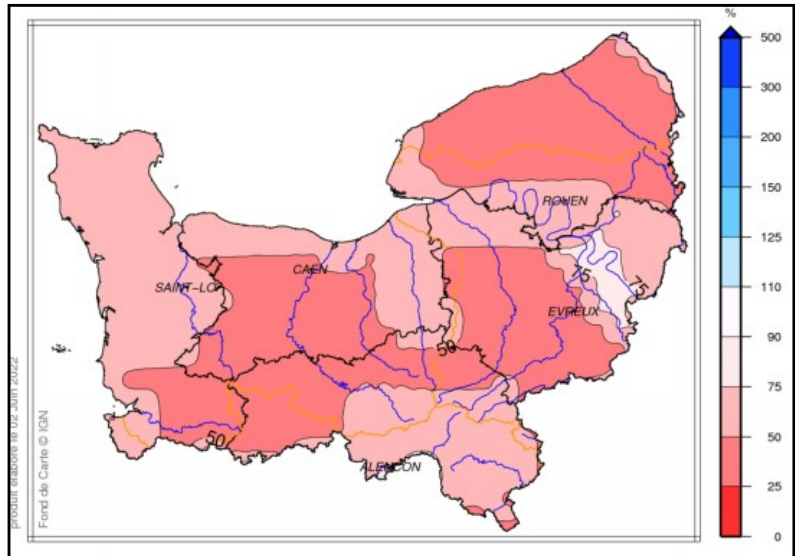 %
500
300
200
150
125
110
90
75
50
25
0
ROUEN
CAEN
SAINT-LO
75
75
EVREUX
50
50
ALENCON
produit élaboré le 02 Juin 2022
Fond de Carte © IGN